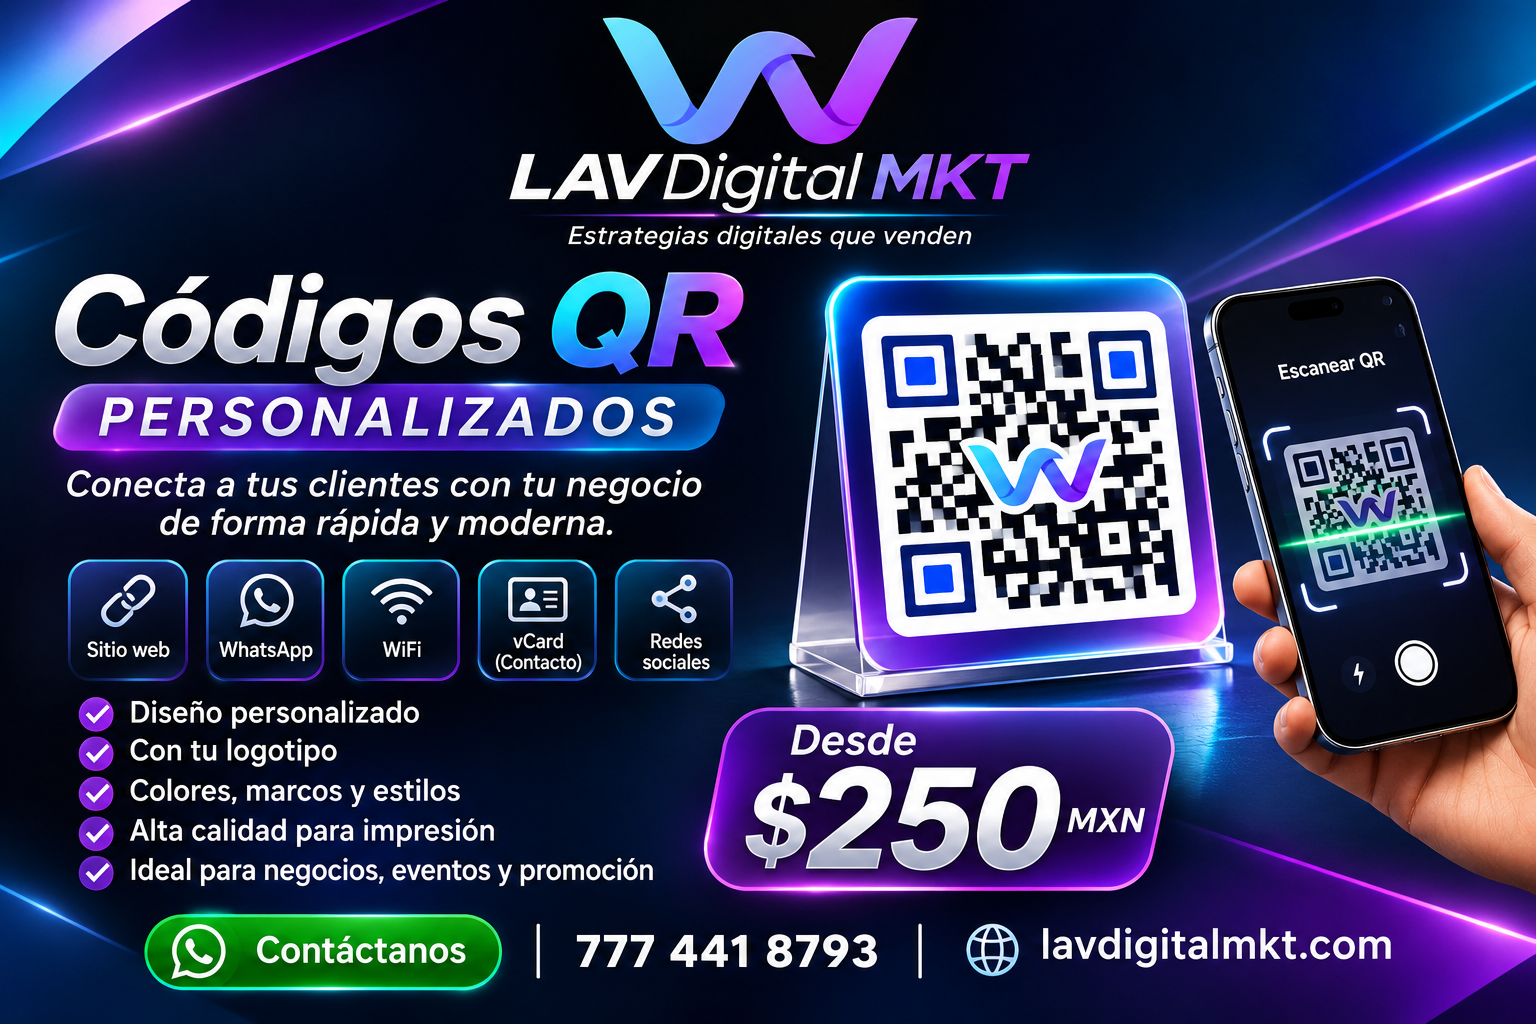 LAVDigital MKT
Estrategias digitales que venden
Códigos QR
PERSONALIZADOS
Conecta a tus clientes con tu negocio
de forma rápida y moderna.
Sitio web
WhatsApp
WiFi
vCard
(Contacto)
Redes
sociales
Diseño personalizado
Con tu logotipo
Colores, marcos y estilos
Alta calidad para impresión
Ideal para negocios, eventos y promoción
Escanear QR
Desde
$250 MXN
Contáctanos
777 441 8793
lavdigitalmkt.com